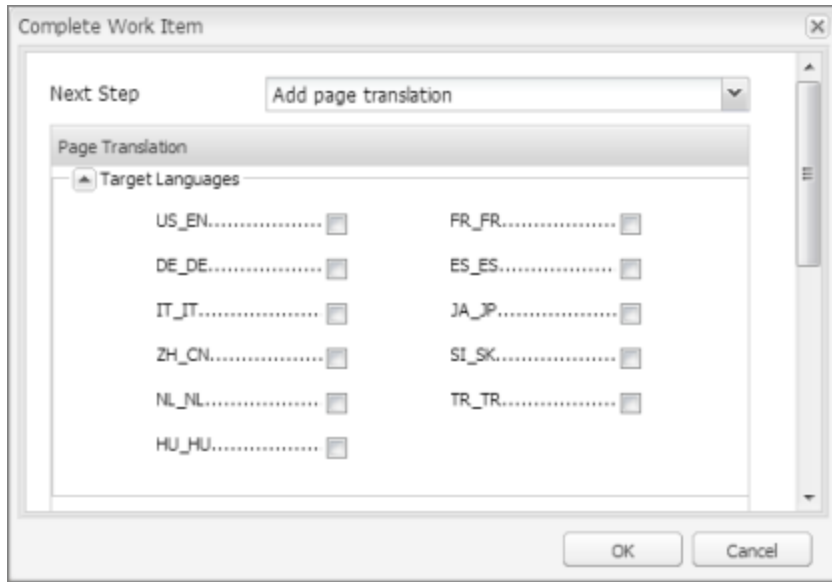 Complete Work Item
Next Step Add page translation
Page Translation
Target Languages
US_EN................... FR_FR...................
DE_DE................... ES_ES...................
IT_IT.................... JA_JP....................
ZH_CN................... SI_SK....................
NL_NL................... TR_TR...................
HU_HU..................
OK Cancel